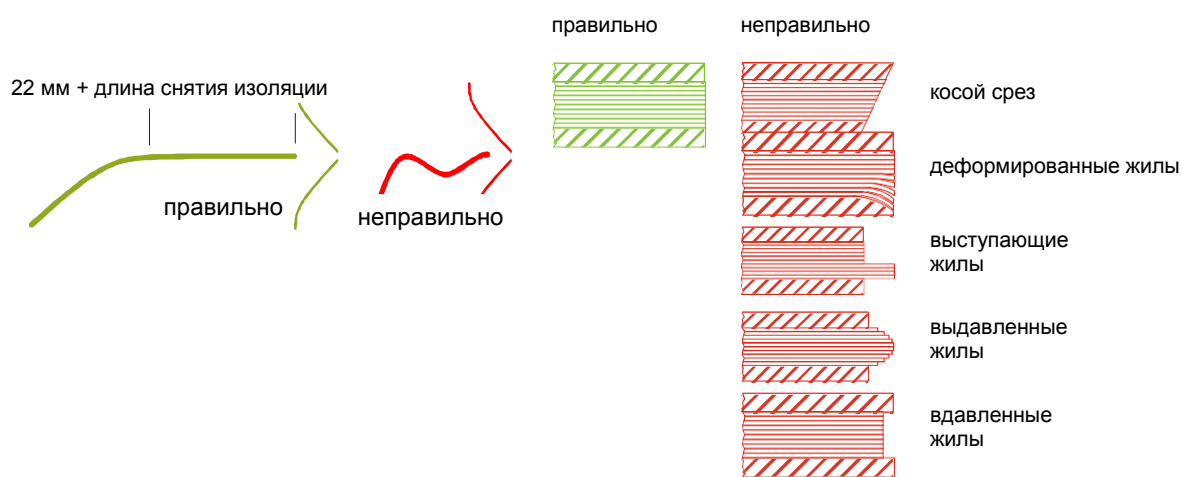 правильно
неправильно
22 мм + длина снятия изоляции
правильно
неправильно
косой срез
деформированные жилы
выступающие
жилы
выдавленные
жилы
вдавленные
жилы